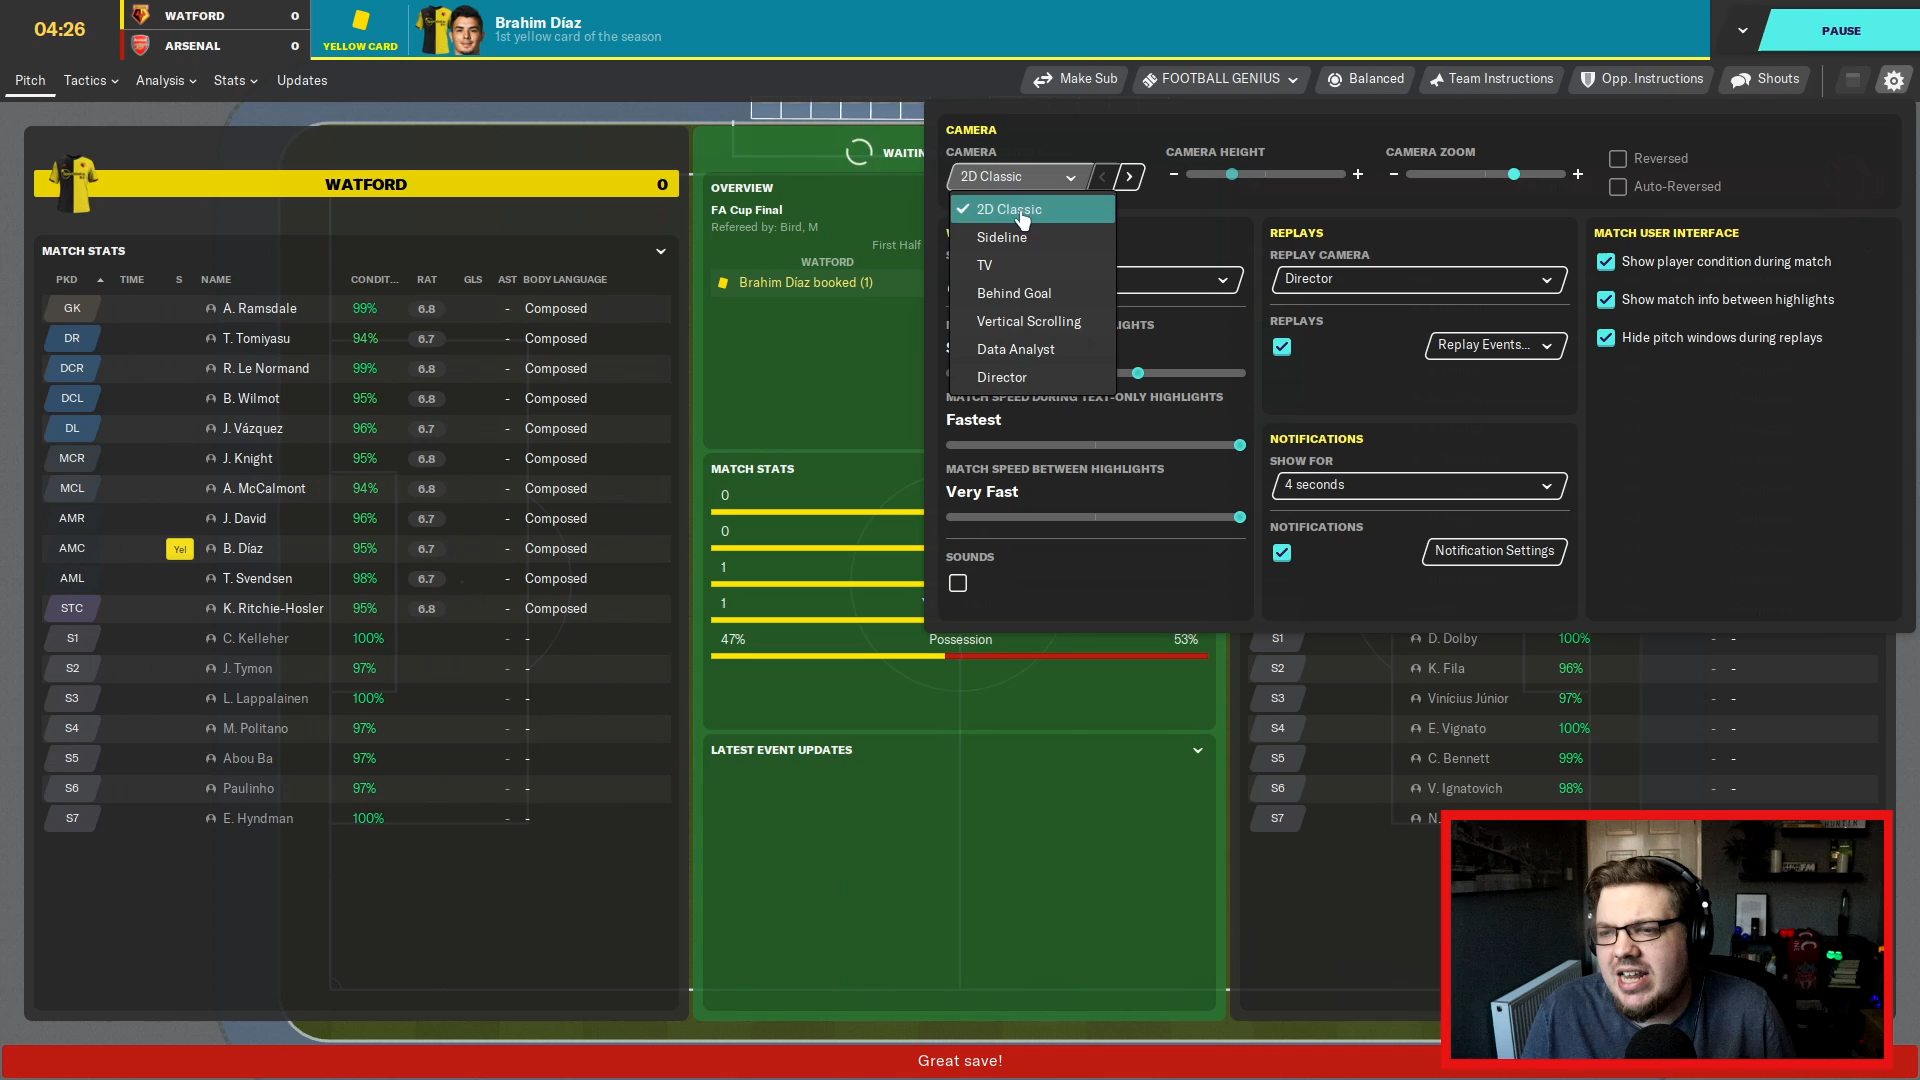 04:26
WATFORD 0
ARSENAL 0
YELLOW CARD
Brahim Díaz
1st yellow card of the season
PAUSE
Pitch Tactics Analysis Stats Updates
Make Sub FOOTBALL GENIUS Balanced Team Instructions Opp. Instructions Shouts
WATFORD 0
MATCH STATS
PKD TIME S NAME CONDIT... RAT GLS AST BODY LANGUAGE
GK A. Ramsdale 99% 6.8 - Composed
DR T. Tomiyasu 94% 6.7 - Composed
DCR R. Le Normand 99% 6.8 - Composed
DCL B. Wilmot 95% 6.8 - Composed
DL J. Vázquez 96% 6.7 - Composed
MCR J. Knight 95% 6.8 - Composed
MCL A. McCalmont 94% 6.8 - Composed
AMR J. David 96% 6.7 - Composed
AMC Yel B. Díaz 95% 6.7 - Composed
AML T. Svendsen 98% 6.7 - Composed
STC K. Ritchie-Hosler 95% 6.8 - Composed
S1 C. Kelleher 100% - -
S2 J. Tymon 97% - -
S3 L. Lappalainen 100% - -
S4 M. Politano 97% - -
S5 Abou Ba 97% - -
S6 Paulinho 97% - -
S7 E. Hyndman 100% - -
WAITIN
OVERVIEW
FA Cup Final
Refereed by: Bird, M
First Half
WATFORD
Brahim Díaz booked (1)
MATCH STATS
0
0
1
1
47% Possession 53%
LATEST EVENT UPDATES
CAMERA
CAMERA
2D Classic
2D Classic
Sideline
TV
Behind Goal
Vertical Scrolling
Data Analyst
Director
CAMERA HEIGHT
- +
CAMERA ZOOM
- +
Reversed
Auto-Reversed
IGHTS
MATCH SPEED DURING TEXT-ONLY HIGHLIGHTS
Fastest
MATCH SPEED BETWEEN HIGHLIGHTS
Very Fast
SOUNDS
REPLAYS
REPLAY CAMERA
Director
REPLAYS
Replay Events...
NOTIFICATIONS
SHOW FOR
4 seconds
NOTIFICATIONS
Notification Settings
MATCH USER INTERFACE
Show player condition during match
Show match info between highlights
Hide pitch windows during replays
S1 D. Dolby 100% - -
S2 K. Fila 96% - -
S3 Vinícius Júnior 97% - -
S4 E. Vignato 100% - -
S5 C. Bennett 99% - -
S6 V. Ignatovich 98% - -
S7 N.
Great save!